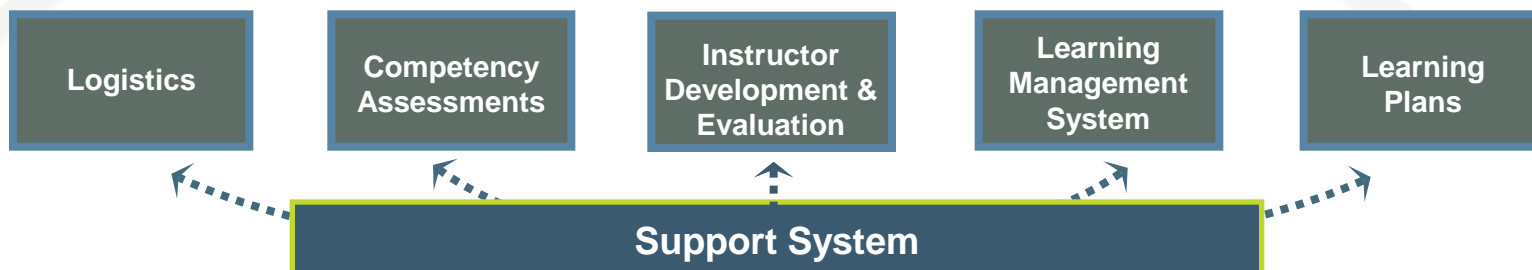 Logistics
Competency
Assessments
Instructor
Development &
Evaluation
Learning
Management
System
Learning
Plans
Support System